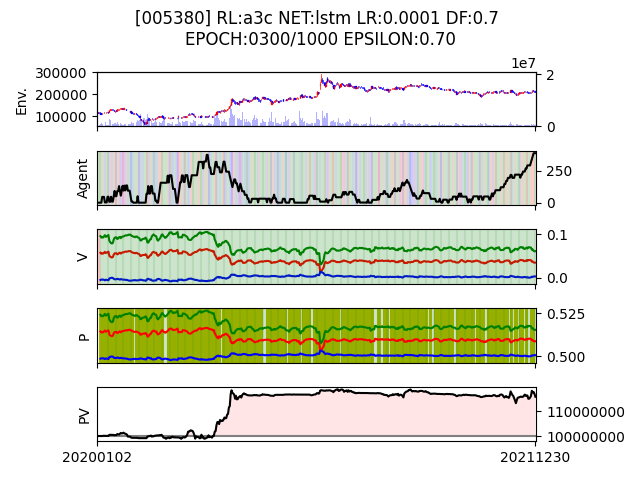 [005380] RL:a3c NET:lstm LR:0.0001 DF:0.7
EPOCH:0300/1000 EPSILON:0.70
1e7
Env.
300000
200000
100000
2
0
Agent
250
0
V
0.1
0.0
P
0.525
0.500
PV
110000000
100000000
20200102
20211230